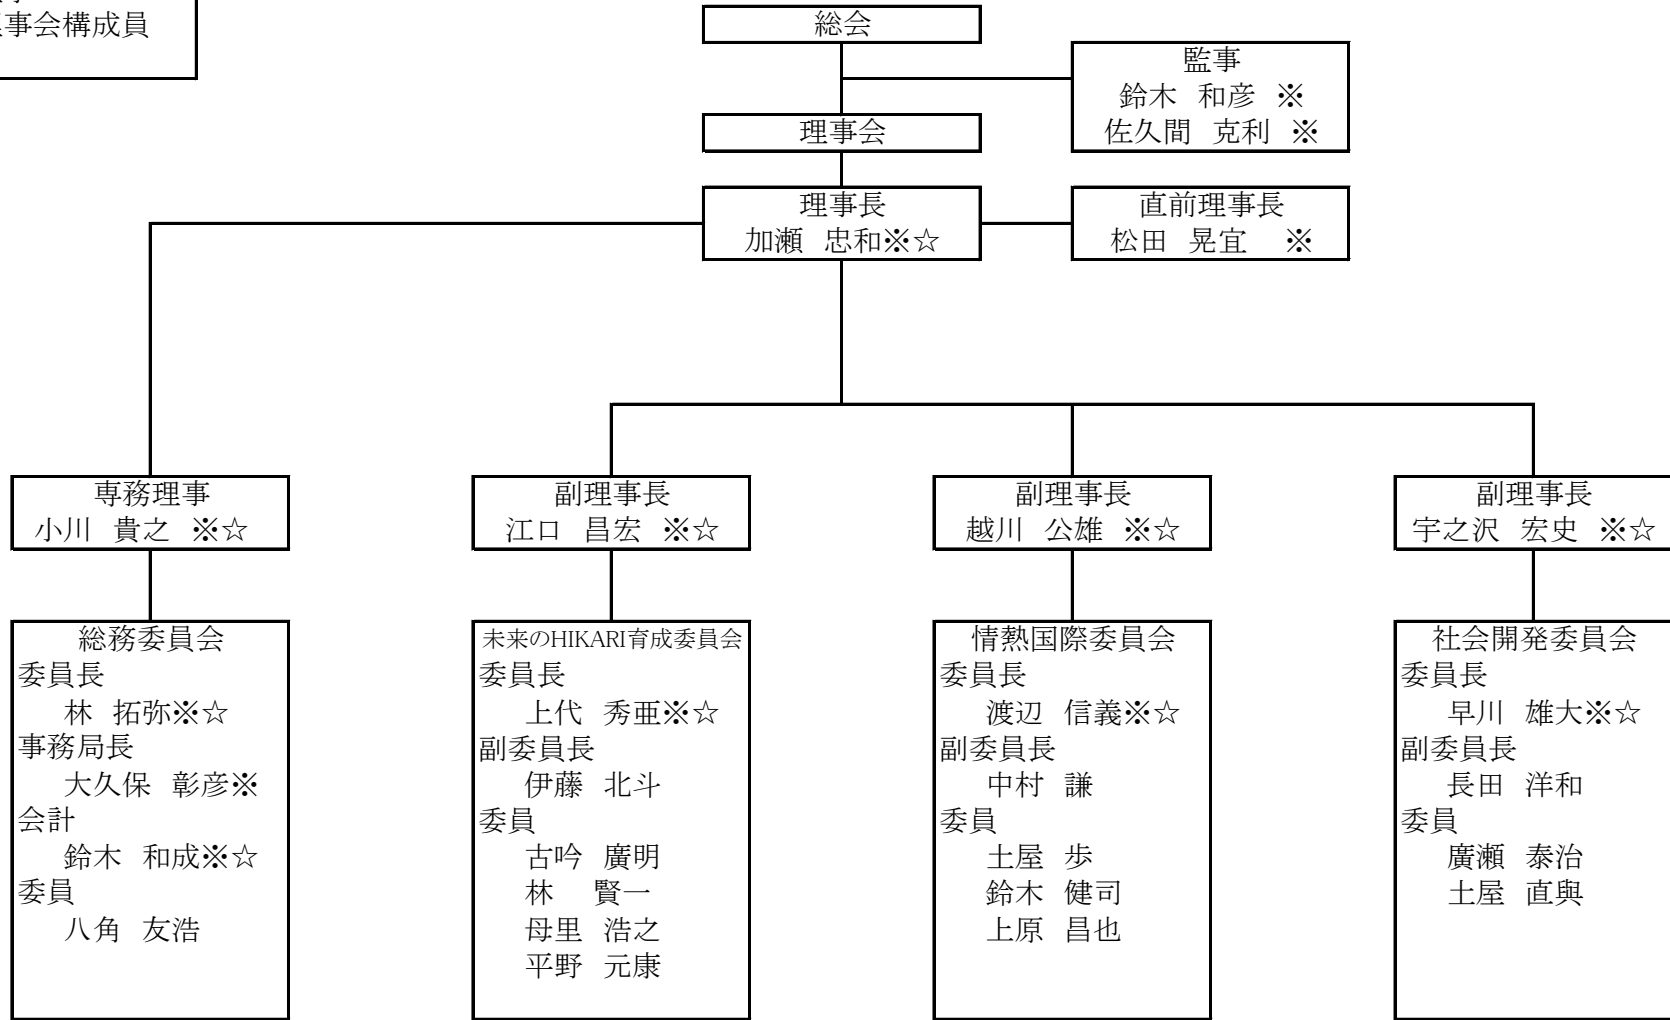 事会構成員
総会
監事
鈴木 和彦 ※
佐久間 克利 ※
理事会
理事長
加瀬 忠和※☆
直前理事長
松田 晃宜 ※
専務理事
小川 貴之 ※☆
副理事長
江口 昌宏 ※☆
副理事長
越川 公雄 ※☆
副理事長
宇之沢 宏史 ※☆
総務委員会
委員長
林 拓弥※☆
事務局長
大久保 彰彦※
会計
鈴木 和成※☆
委員
八角 友浩
未来のHIKARI育成委員会
委員長
上代 秀亜※☆
副委員長
伊藤 北斗
委員
古吟 廣明
林 賢一
母里 浩之
平野 元康
情熱国際委員会
委員長
渡辺 信義※☆
副委員長
中村 謙
委員
土屋 歩
鈴木 健司
上原 昌也
社会開発委員会
委員長
早川 雄大※☆
副委員長
長田 洋和
委員
廣瀬 泰治
土屋 直與